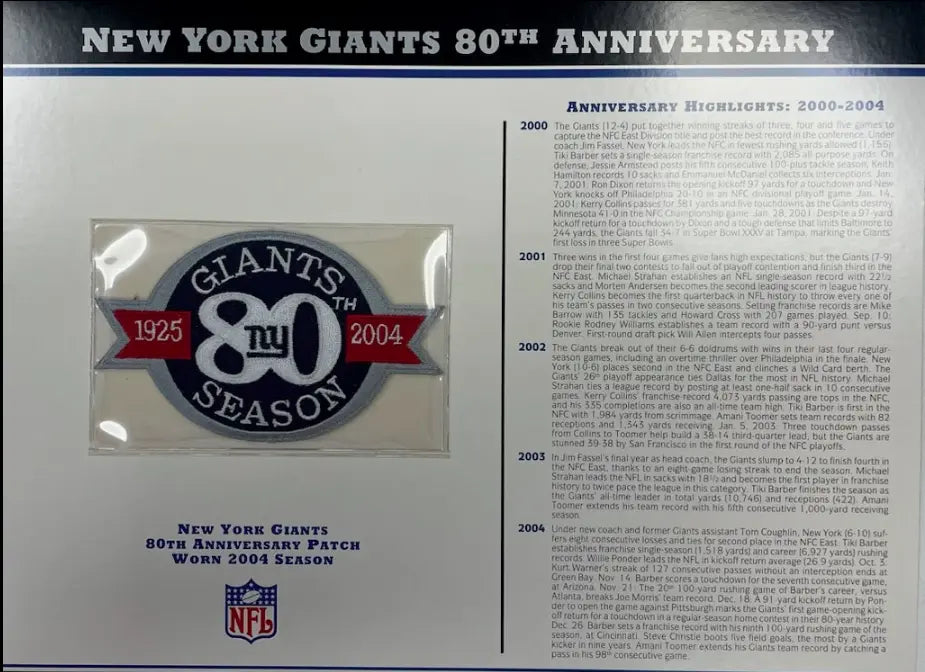 NEW YORK GIANTS 80TH ANNIVERSARY
ANNIVERSARY HIGHLIGHTS: 2000-2004
2000 The Giants (12-4) put together winning streaks of three, four and five games to
capture the NFC East Division title and post the best record in the conference. Under
coach Jim Fassel, New York leads the NFC in fewest rushing yards allowed (1,156)
Tiki Barber sets a single-season franchise record with 2,085 all purpose yards. On
defense, Jessie Armstead posts his fifth consecutive 100-plus tackle season, Keith
Hamilton records 10 sacks and Emmanuel McDaniel collects six interceptions. Jan.
7, 2001: Ron Dixon returns the opening kickoff 97 yards for a touchdown and New
York knocks off Philadelphia 20-10 in an NFC divisional playoff game. Jan. 14,
2001: Kerry Collins passes for 381 yards and five touchdowns as the Giants destroy
Minnesota 41-0 in the NFC Championship game. Jan. 28, 2001: Despite a 97-yard
kickoff return for a touchdown by Dixon and a tough defense that limits Baltimore to
244 yards, the Giants fall 34-7 in Super Bowl XXXV at Tampa, marking the Giants'
first loss in three Super Bowls.
2001 Three wins in the first four games give fans high expectations, but the Giants (7-9)
drop their final two contests to fall out of playoff contention and finish third in the
NFC East. Michael Strahan establishes an NFL single-season record with 22½
sacks and Morten Andersen becomes the second leading scorer in league history.
Kerry Collins becomes the first quarterback in NFL history to throw every one of
his team's passes in two consecutive seasons. Setting franchise records are Mike
Barrow with 135 tackles and Howard Cross with 207 games played. Sep. 10:
Rookie Rodney Williams establishes a team record with a 90-yard punt versus
Denver. First-round draft pick Will Allen intercepts four passes.
2002 The Giants break out of their 6-6 doldrums with wins in their last four regular-
season games, including an overtime thriller over Philadelphia in the finale. New
York (10-6) places second in the NFC East and clinches a Wild Card berth. The
Giants' 26th playoff appearance ties Dallas for the most in NFL history. Michael
Strahan ties a league record by posting at least one-half sack in 10 consecutive
games. Kerry Collins' franchise-record 4,073 yards passing are tops in the NFC,
and his 335 completions are also an all-time team high. Tiki Barber is first in the
NFC with 1,984 yards from scrimmage. Amani Toomer sets team records with 82
receptions and 1,343 yards receiving. Jan. 5, 2003: Three touchdown passes
from Collins to Toomer help build a 38-14 third-quarter lead, but the Giants are
stunned 39-38 by San Francisco in the first round of the NFC playoffs.
2003 In Jim Fassel's final year as head coach, the Giants slump to 4-12 to finish fourth in
the NFC East, thanks to an eight-game losing streak to end the season. Michael
Strahan leads the NFL in sacks with 18½ and becomes the first player in franchise
history to twice pace the league in this category. Tiki Barber finishes the season as
the Giants' all-time leader in total yards (10,746) and receptions (422). Amani
Toomer extends his team record with his fifth consecutive 1,000-yard receiving
season.
2004 Under new coach and former Giants assistant Tom Coughlin, New York (6-10) suf-
fers eight consecutive losses and ties for second place in the NFC East. Tiki Barber
establishes franchise single-season (1,518 yards) and career (6,927 yards) rushing
records. Willie Ponder leads the NFL in kickoff return average (26.9 yards). Oct. 3:
Kurt Warner's streak of 127 consecutive passes without an interception ends at
Green Bay. Nov. 14: Barber scores a touchdown for the seventh consecutive game,
at Arizona. Nov. 21: The 20th 100-yard rushing game of Barber's career, versus
Atlanta, breaks Joe Morris' team record. Dec. 18: A 91-yard kickoff return by Pon-
der to open the game against Pittsburgh marks the Giants' first game-opening kick-
off return for a touchdown in a regular-season home contest in their 80-year history.
Dec. 26: Barber sets a franchise record with his ninth 100-yard rushing game of the
season, at Cincinnati. Steve Christie boots five field goals, the most by a Giants
kicker in nine years. Amani Toomer extends his Giants team record by catching a
pass in his 98th consecutive game.
GIANTS
80TH
1925 ny 2004
SEASON
NEW YORK GIANTS
80TH ANNIVERSARY PATCH
WORN 2004 SEASON
NFL